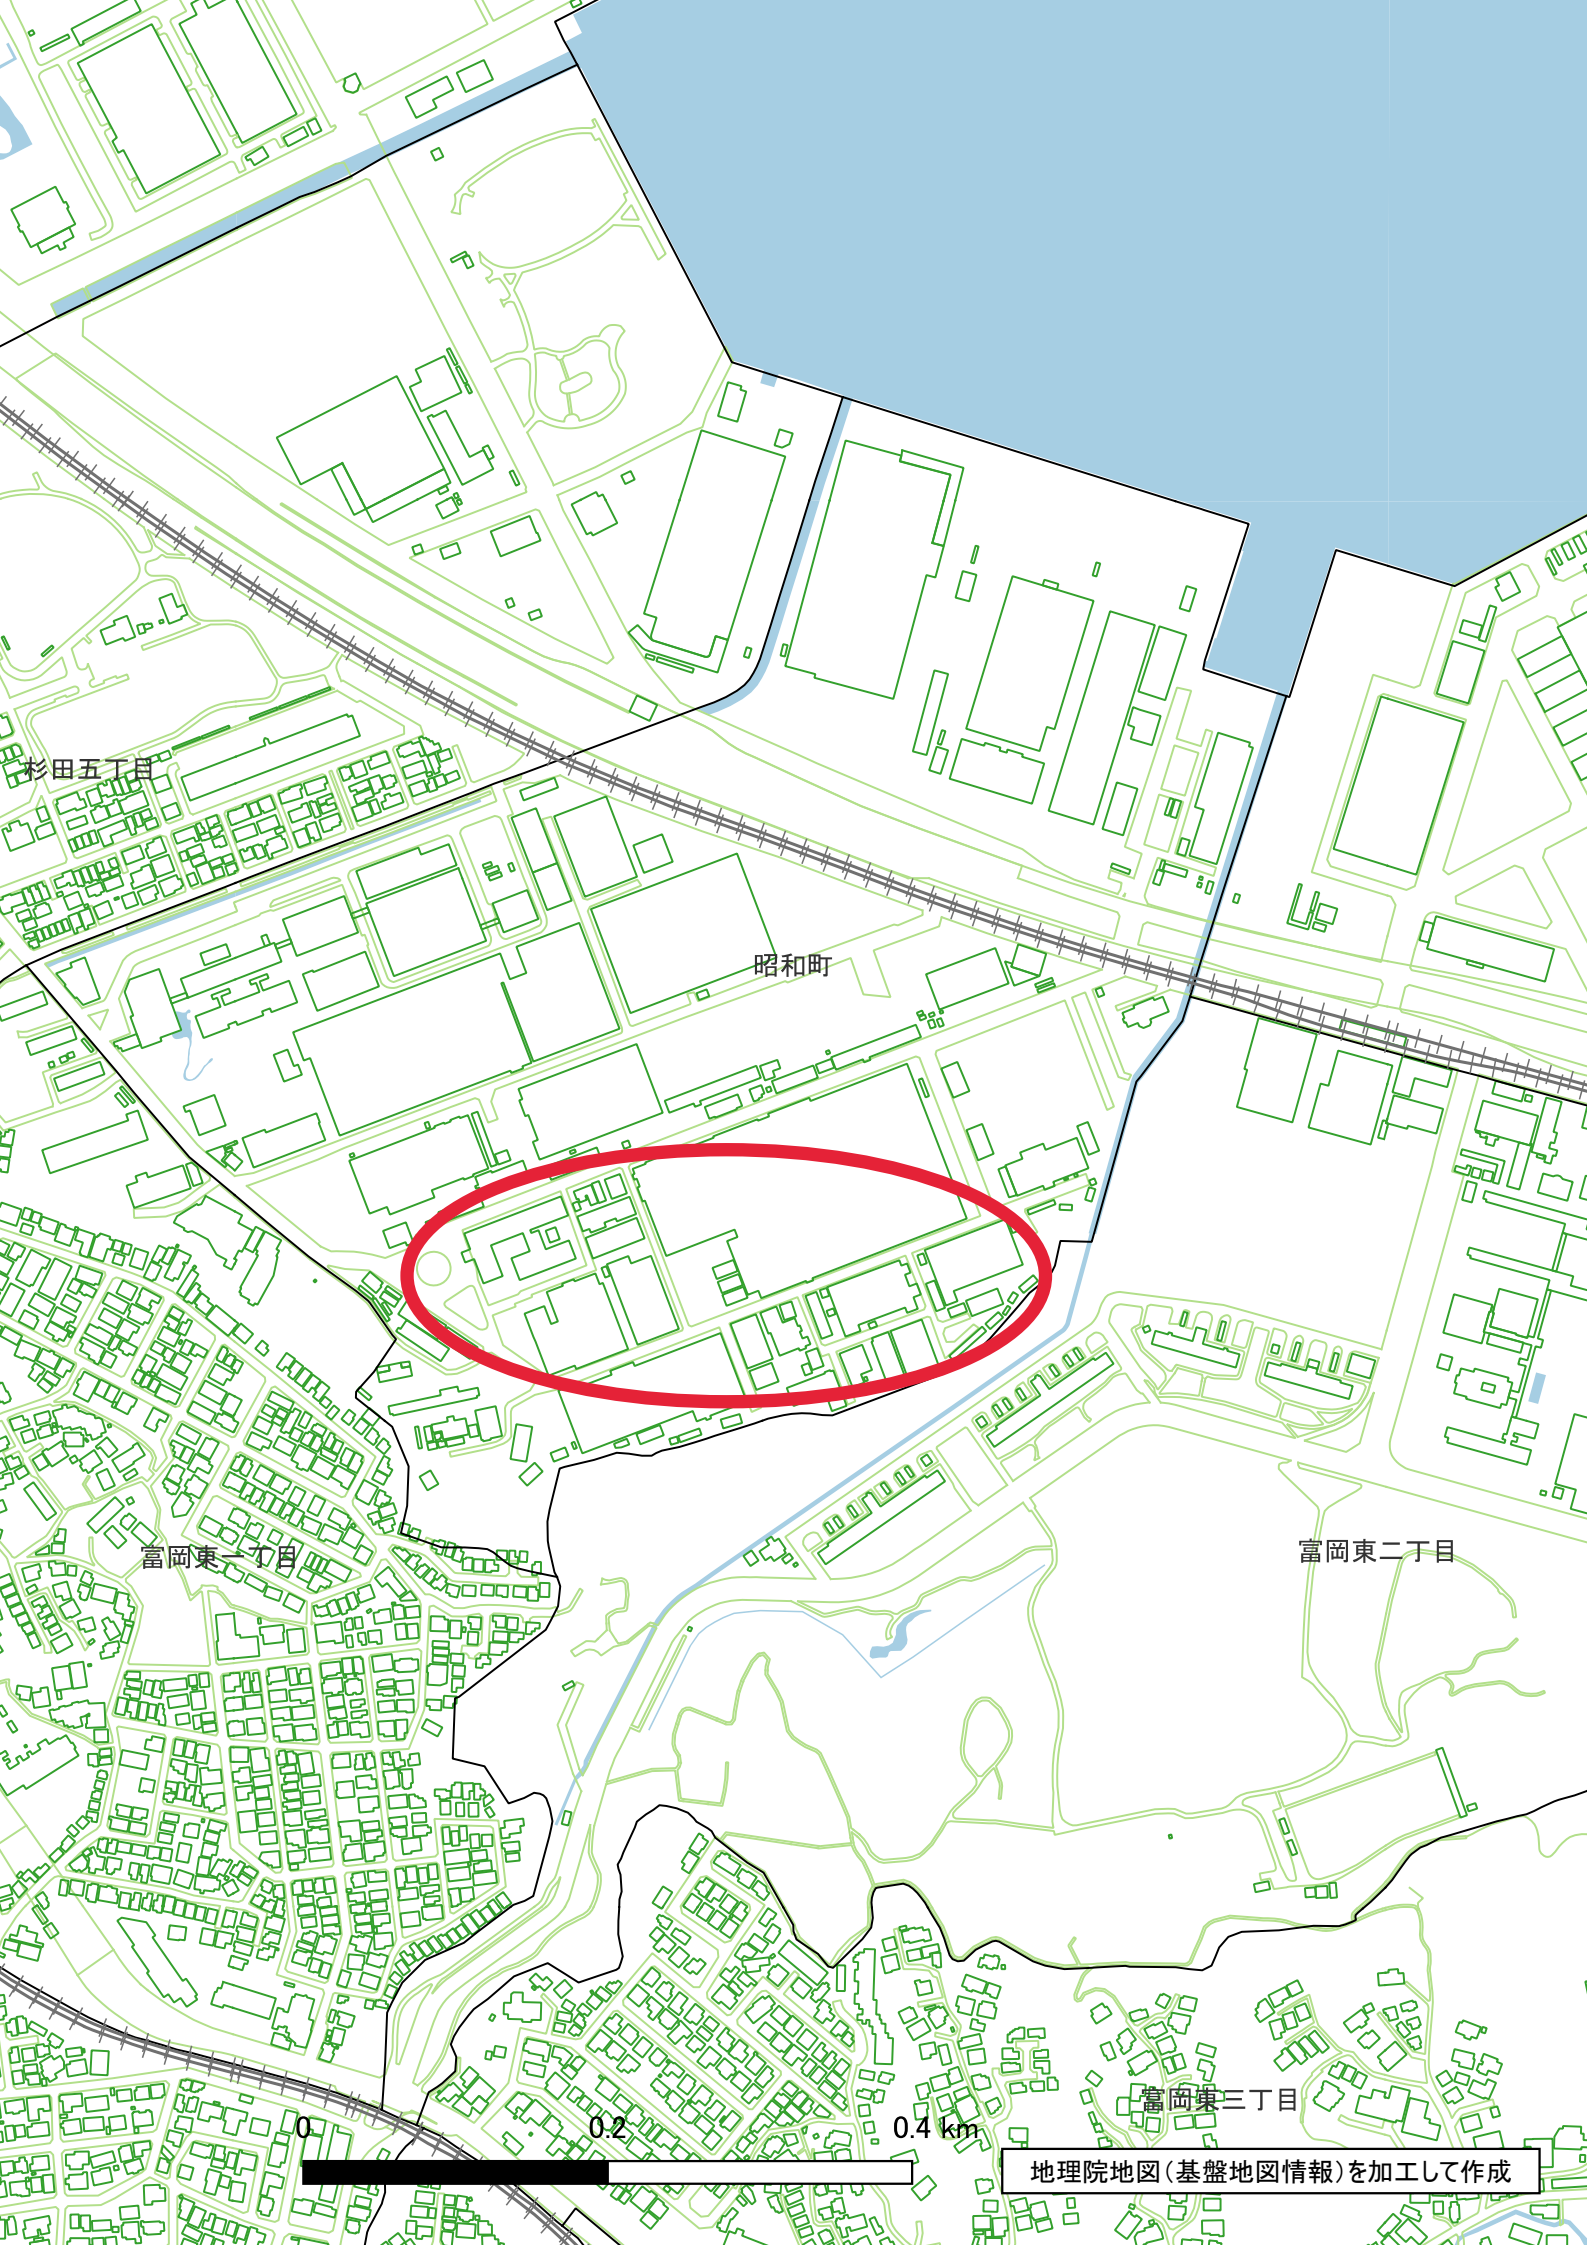 杉田五丁目
昭和町
富岡東一丁目
富岡東二丁目
富岡東三丁目
0 0.2 0.4 km
地理院地図(基盤地図情報)を加工して作成